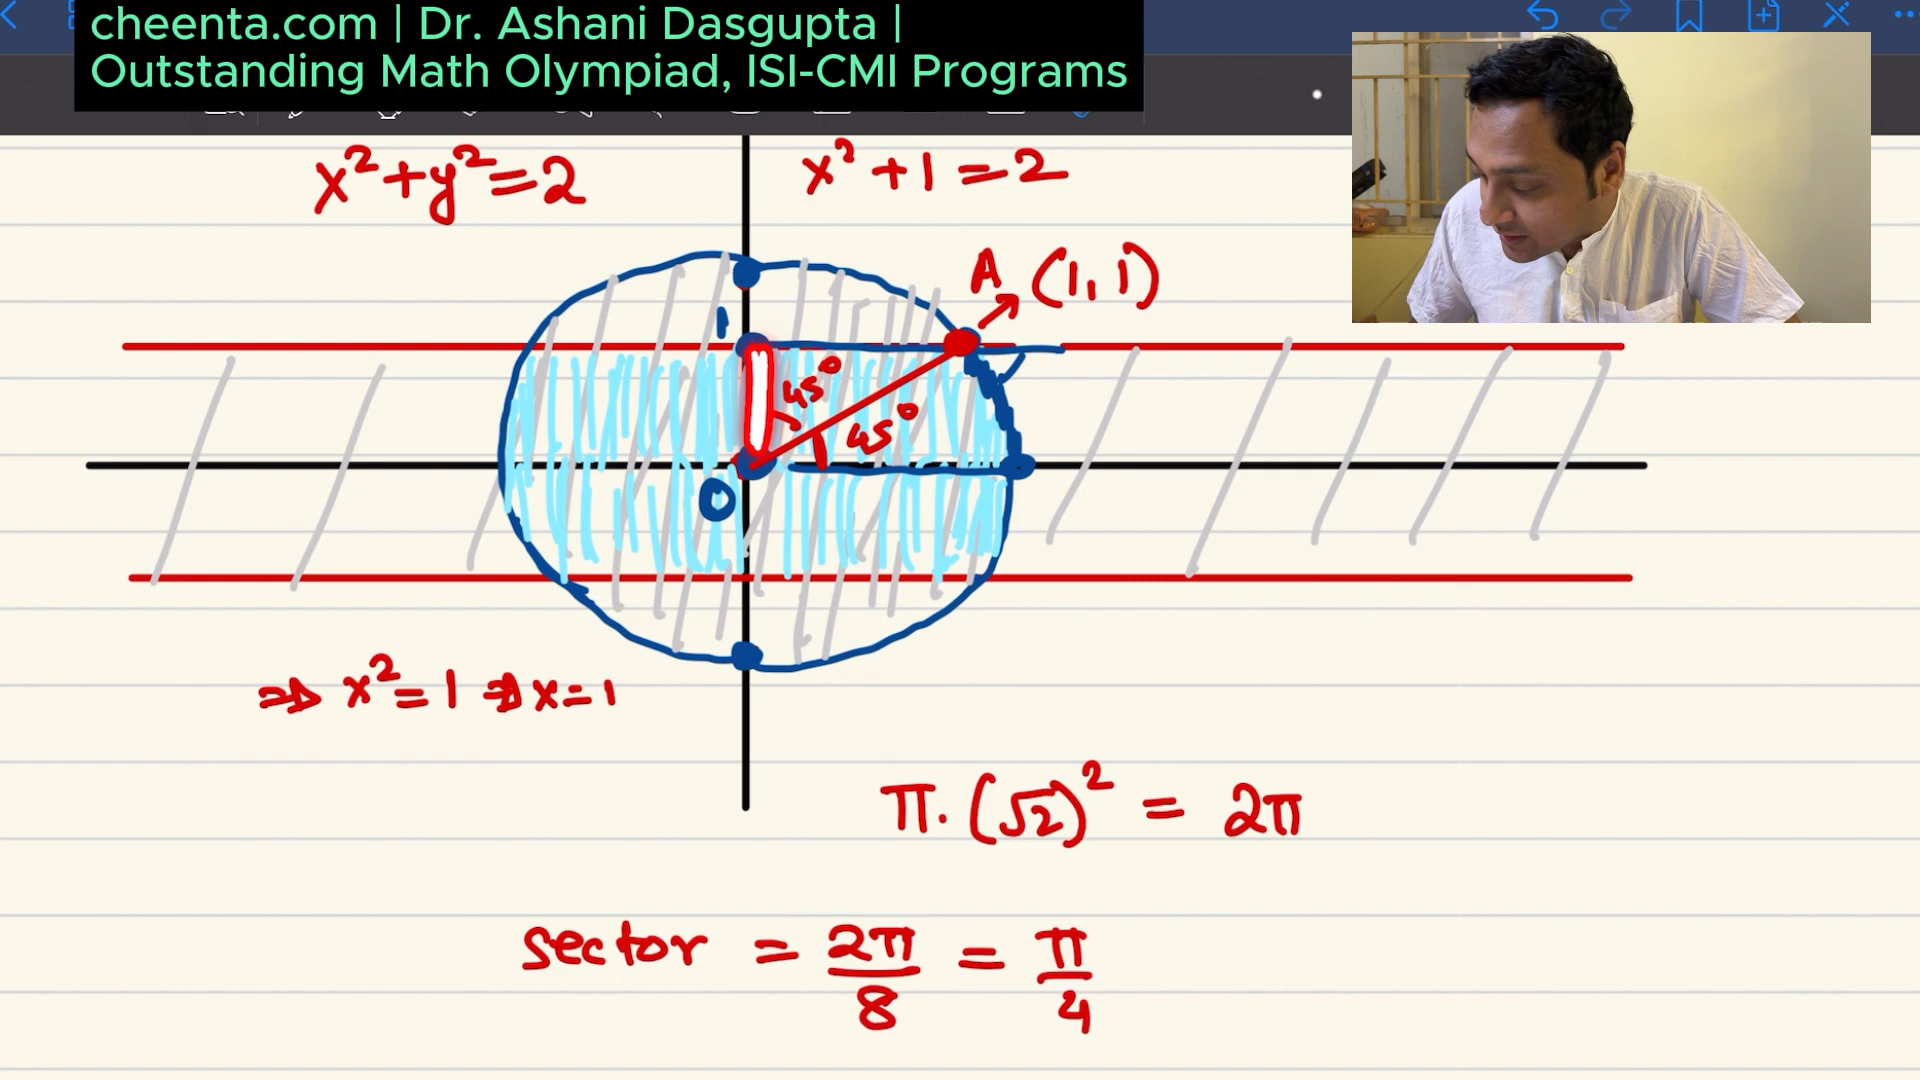 cheenta.com | Dr. Ashani Dasgupta |
Outstanding Math Olympiad, ISI-CMI Programs
x²+y²=2
x²+1=2
A (1,1)
1
45°
45°
O
⇒ x²=1 ⇒ x=1
π.(√2)² = 2π
sector = 2π/8 = π/4